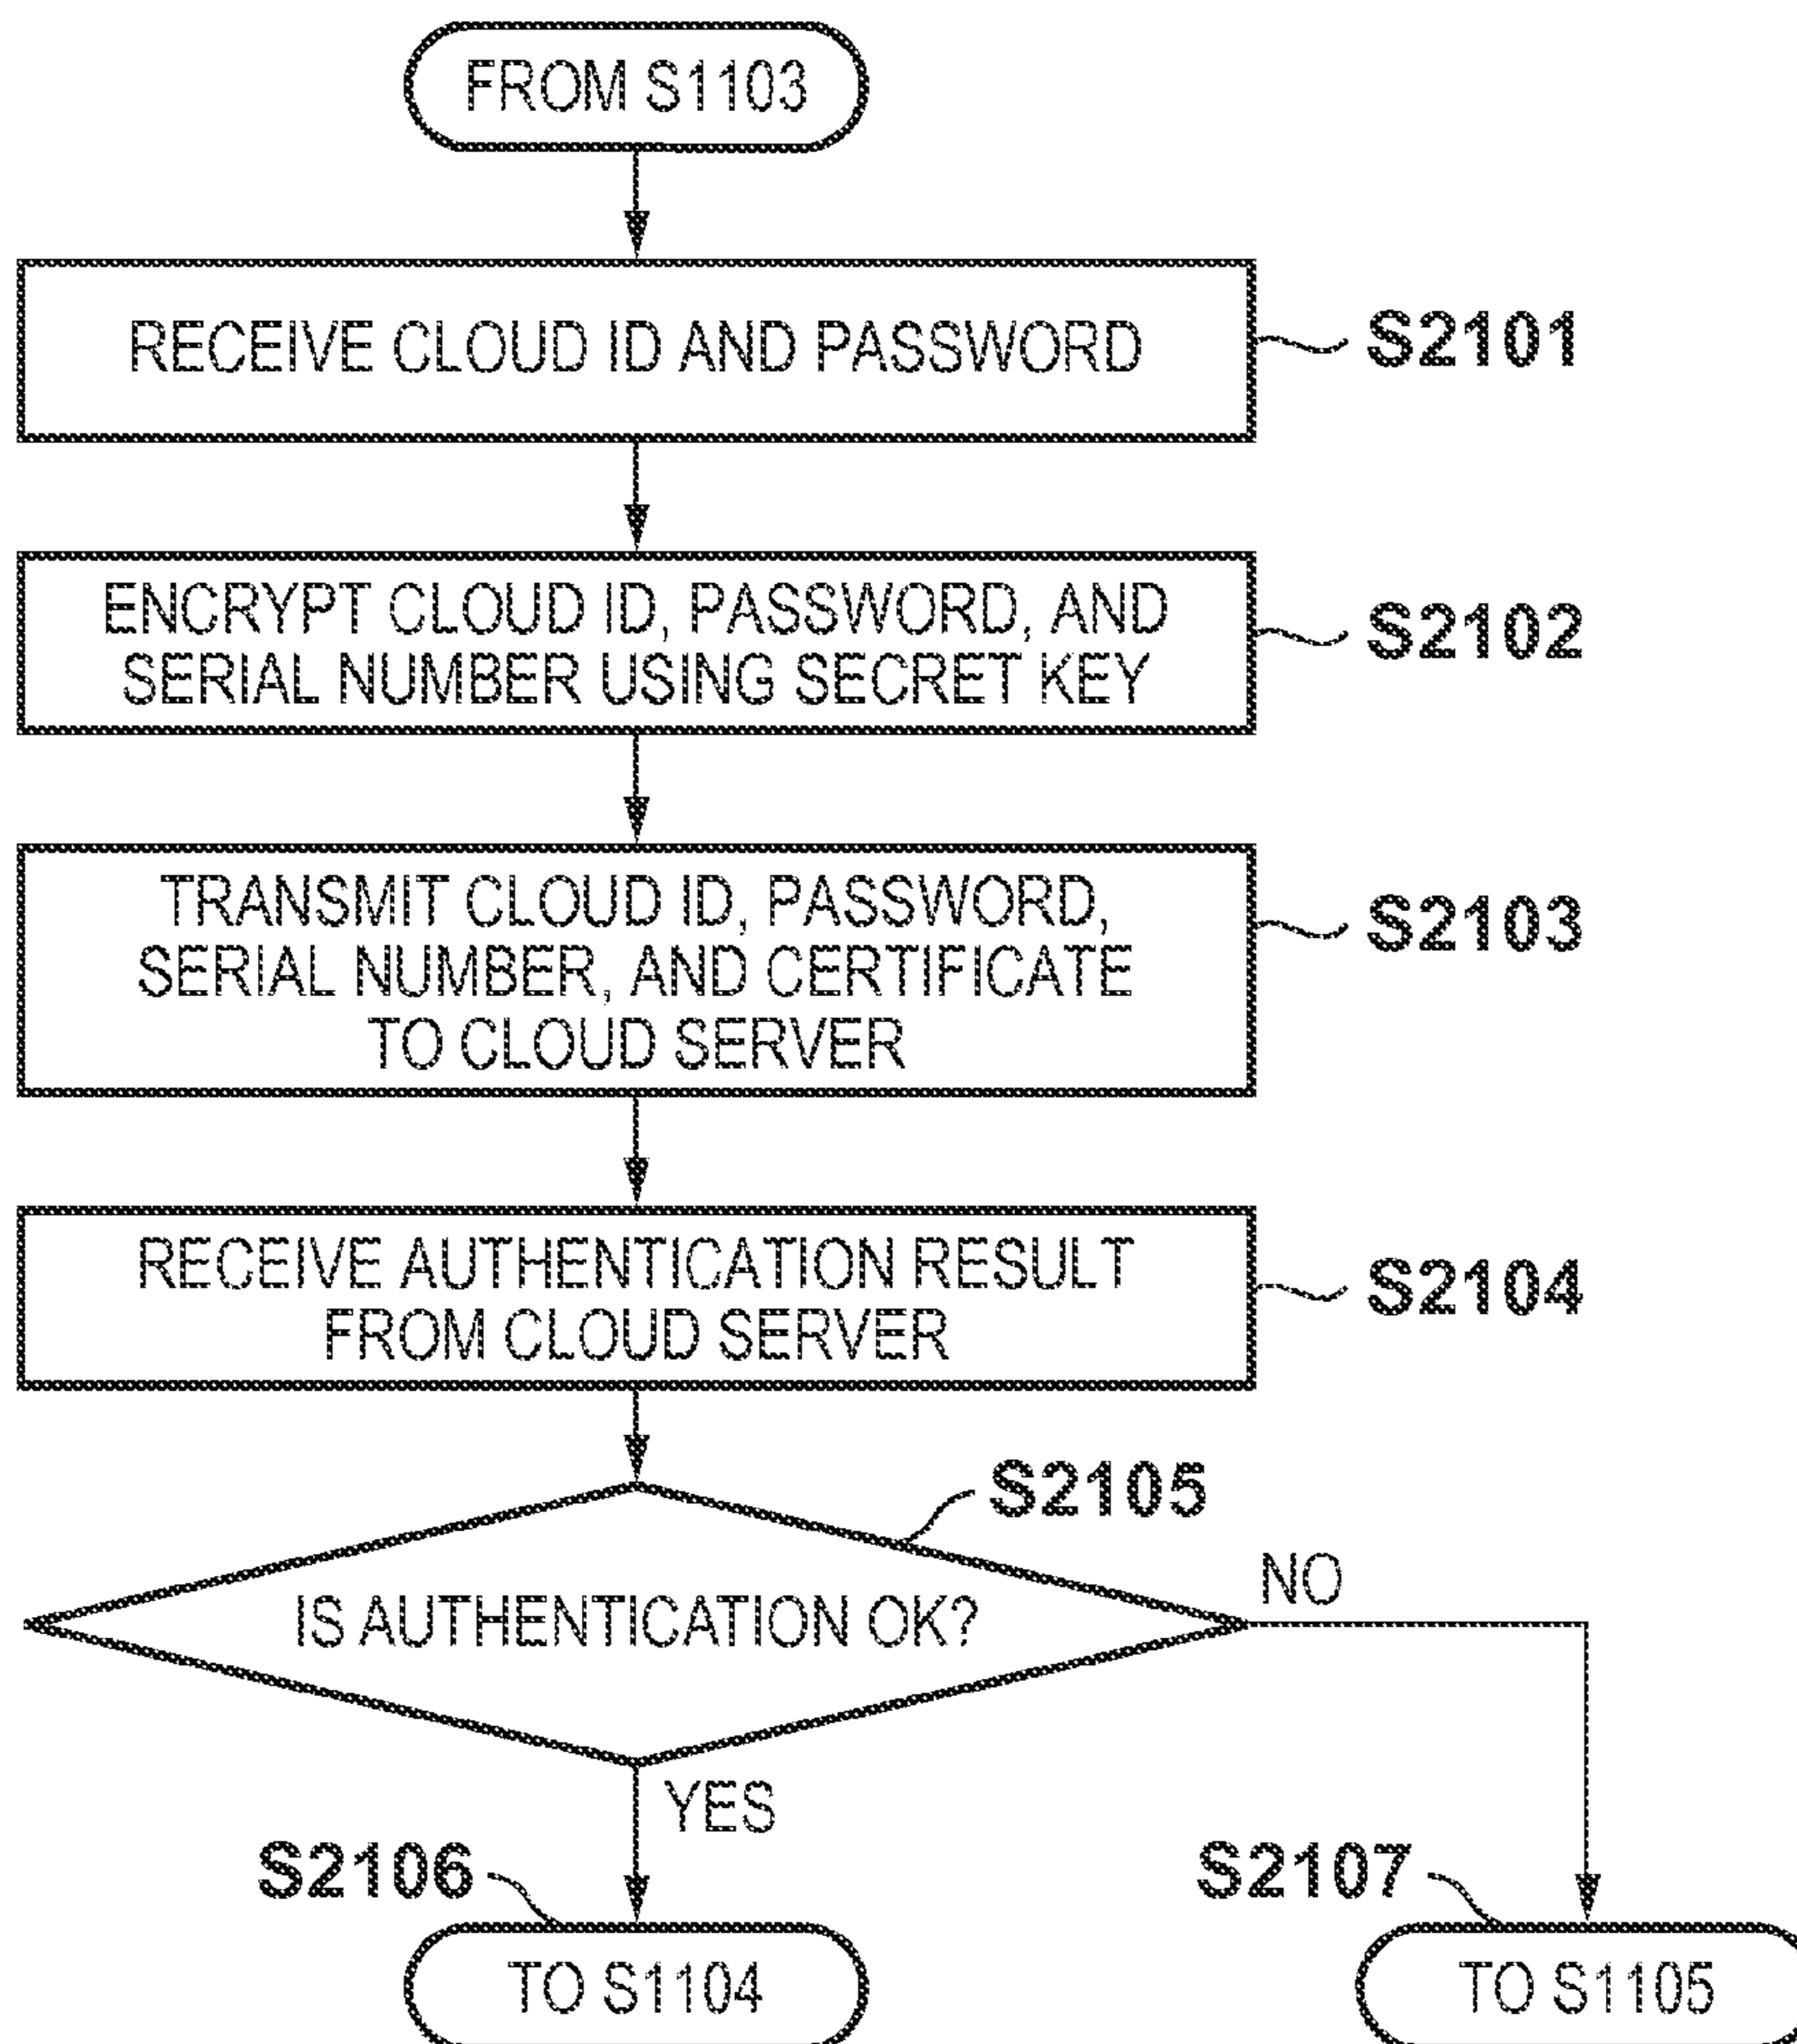 FROM S1103
RECEIVE CLOUD ID AND PASSWORD
S2101
ENCRYPT CLOUD ID, PASSWORD, AND
SERIAL NUMBER USING SECRET KEY
S2102
TRANSMIT CLOUD ID, PASSWORD,
SERIAL NUMBER, AND CERTIFICATE
TO CLOUD SERVER
S2103
RECEIVE AUTHENTICATION RESULT
FROM CLOUD SERVER
S2104
S2105
IS AUTHENTICATION OK?
NO
YES
S2106
S2107
TO S1104
TO S1105